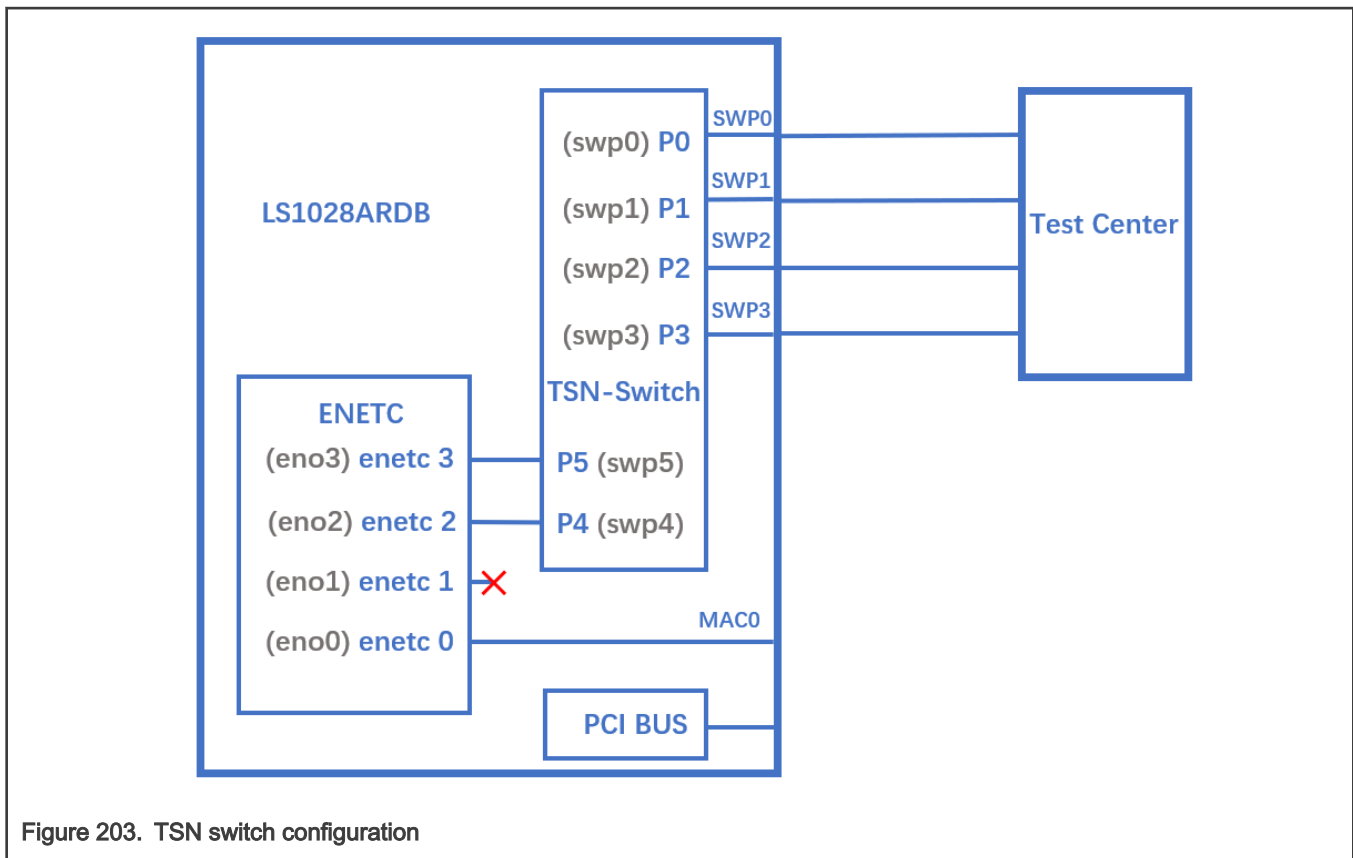 SWP0
(swp0) P0
SWP1
LS1028ARDB
(swp1) P1
Test Center
SWP2
(swp2) P2
SWP3
(swp3) P3
TSN-Switch
ENETC
(eno3) enetc 3
P5 (swp5)
(eno2) enetc 2
P4 (swp4)
(eno1) enetc 1
MAC0
(eno0) enetc 0
PCI BUS
Figure 203. TSN switch configuration